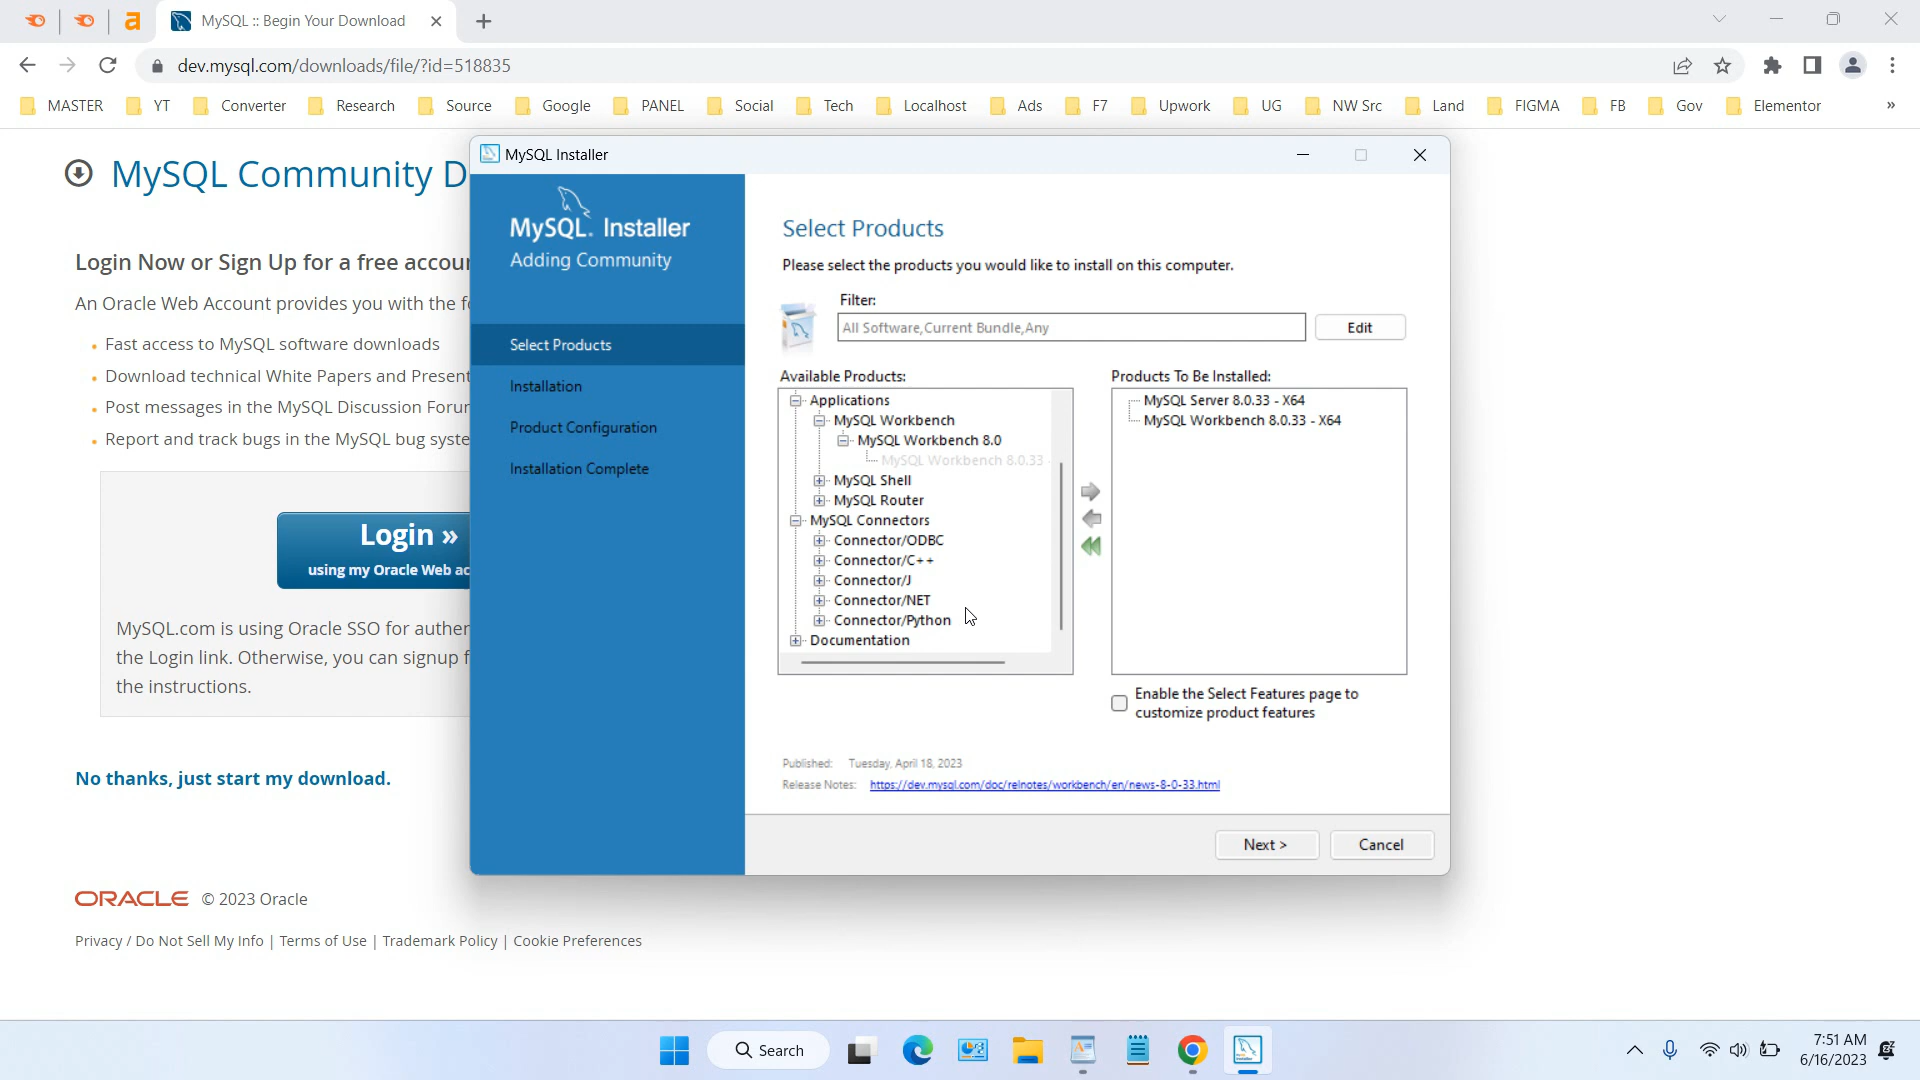 MySQL :: Begin Your Download
dev.mysql.com/downloads/file/?id=518835
MASTER YT Converter Research Source Google PANEL Social Tech Localhost Ads F7 Upwork UG NW Src Land FIGMA FB Gov Elementor »
MySQL Community D
Login Now or Sign Up for a free accou
An Oracle Web Account provides you with the f
Fast access to MySQL software downloads
Download technical White Papers and Present
Post messages in the MySQL Discussion Foru
Report and track bugs in the MySQL bug syste
Login »
using my Oracle Web ac
MySQL.com is using Oracle SSO for auther
the Login link. Otherwise, you can signup f
the instructions.
No thanks, just start my download.
ORACLE © 2023 Oracle
Privacy / Do Not Sell My Info | Terms of Use | Trademark Policy | Cookie Preferences
MySQL Installer
MySQL. Installer
Adding Community
Select Products
Installation
Product Configuration
Installation Complete
Select Products
Please select the products you would like to install on this computer.
Filter:
All Software,Current Bundle,Any
Edit
Available Products:
Applications
MySQL Workbench
MySQL Workbench 8.0
MySQL Workbench 8.0.33 -
MySQL Shell
MySQL Router
MySQL Connectors
Connector/ODBC
Connector/C++
Connector/J
Connector/NET
Connector/Python
Documentation
Products To Be Installed:
MySQL Server 8.0.33 - X64
MySQL Workbench 8.0.33 - X64
Enable the Select Features page to
customize product features
Published: Tuesday, April 18, 2023
Release Notes: https://dev.mysql.com/doc/relnotes/workbench/en/news-8-0-33.html
Next >
Cancel
Search
7:51 AM
6/16/2023